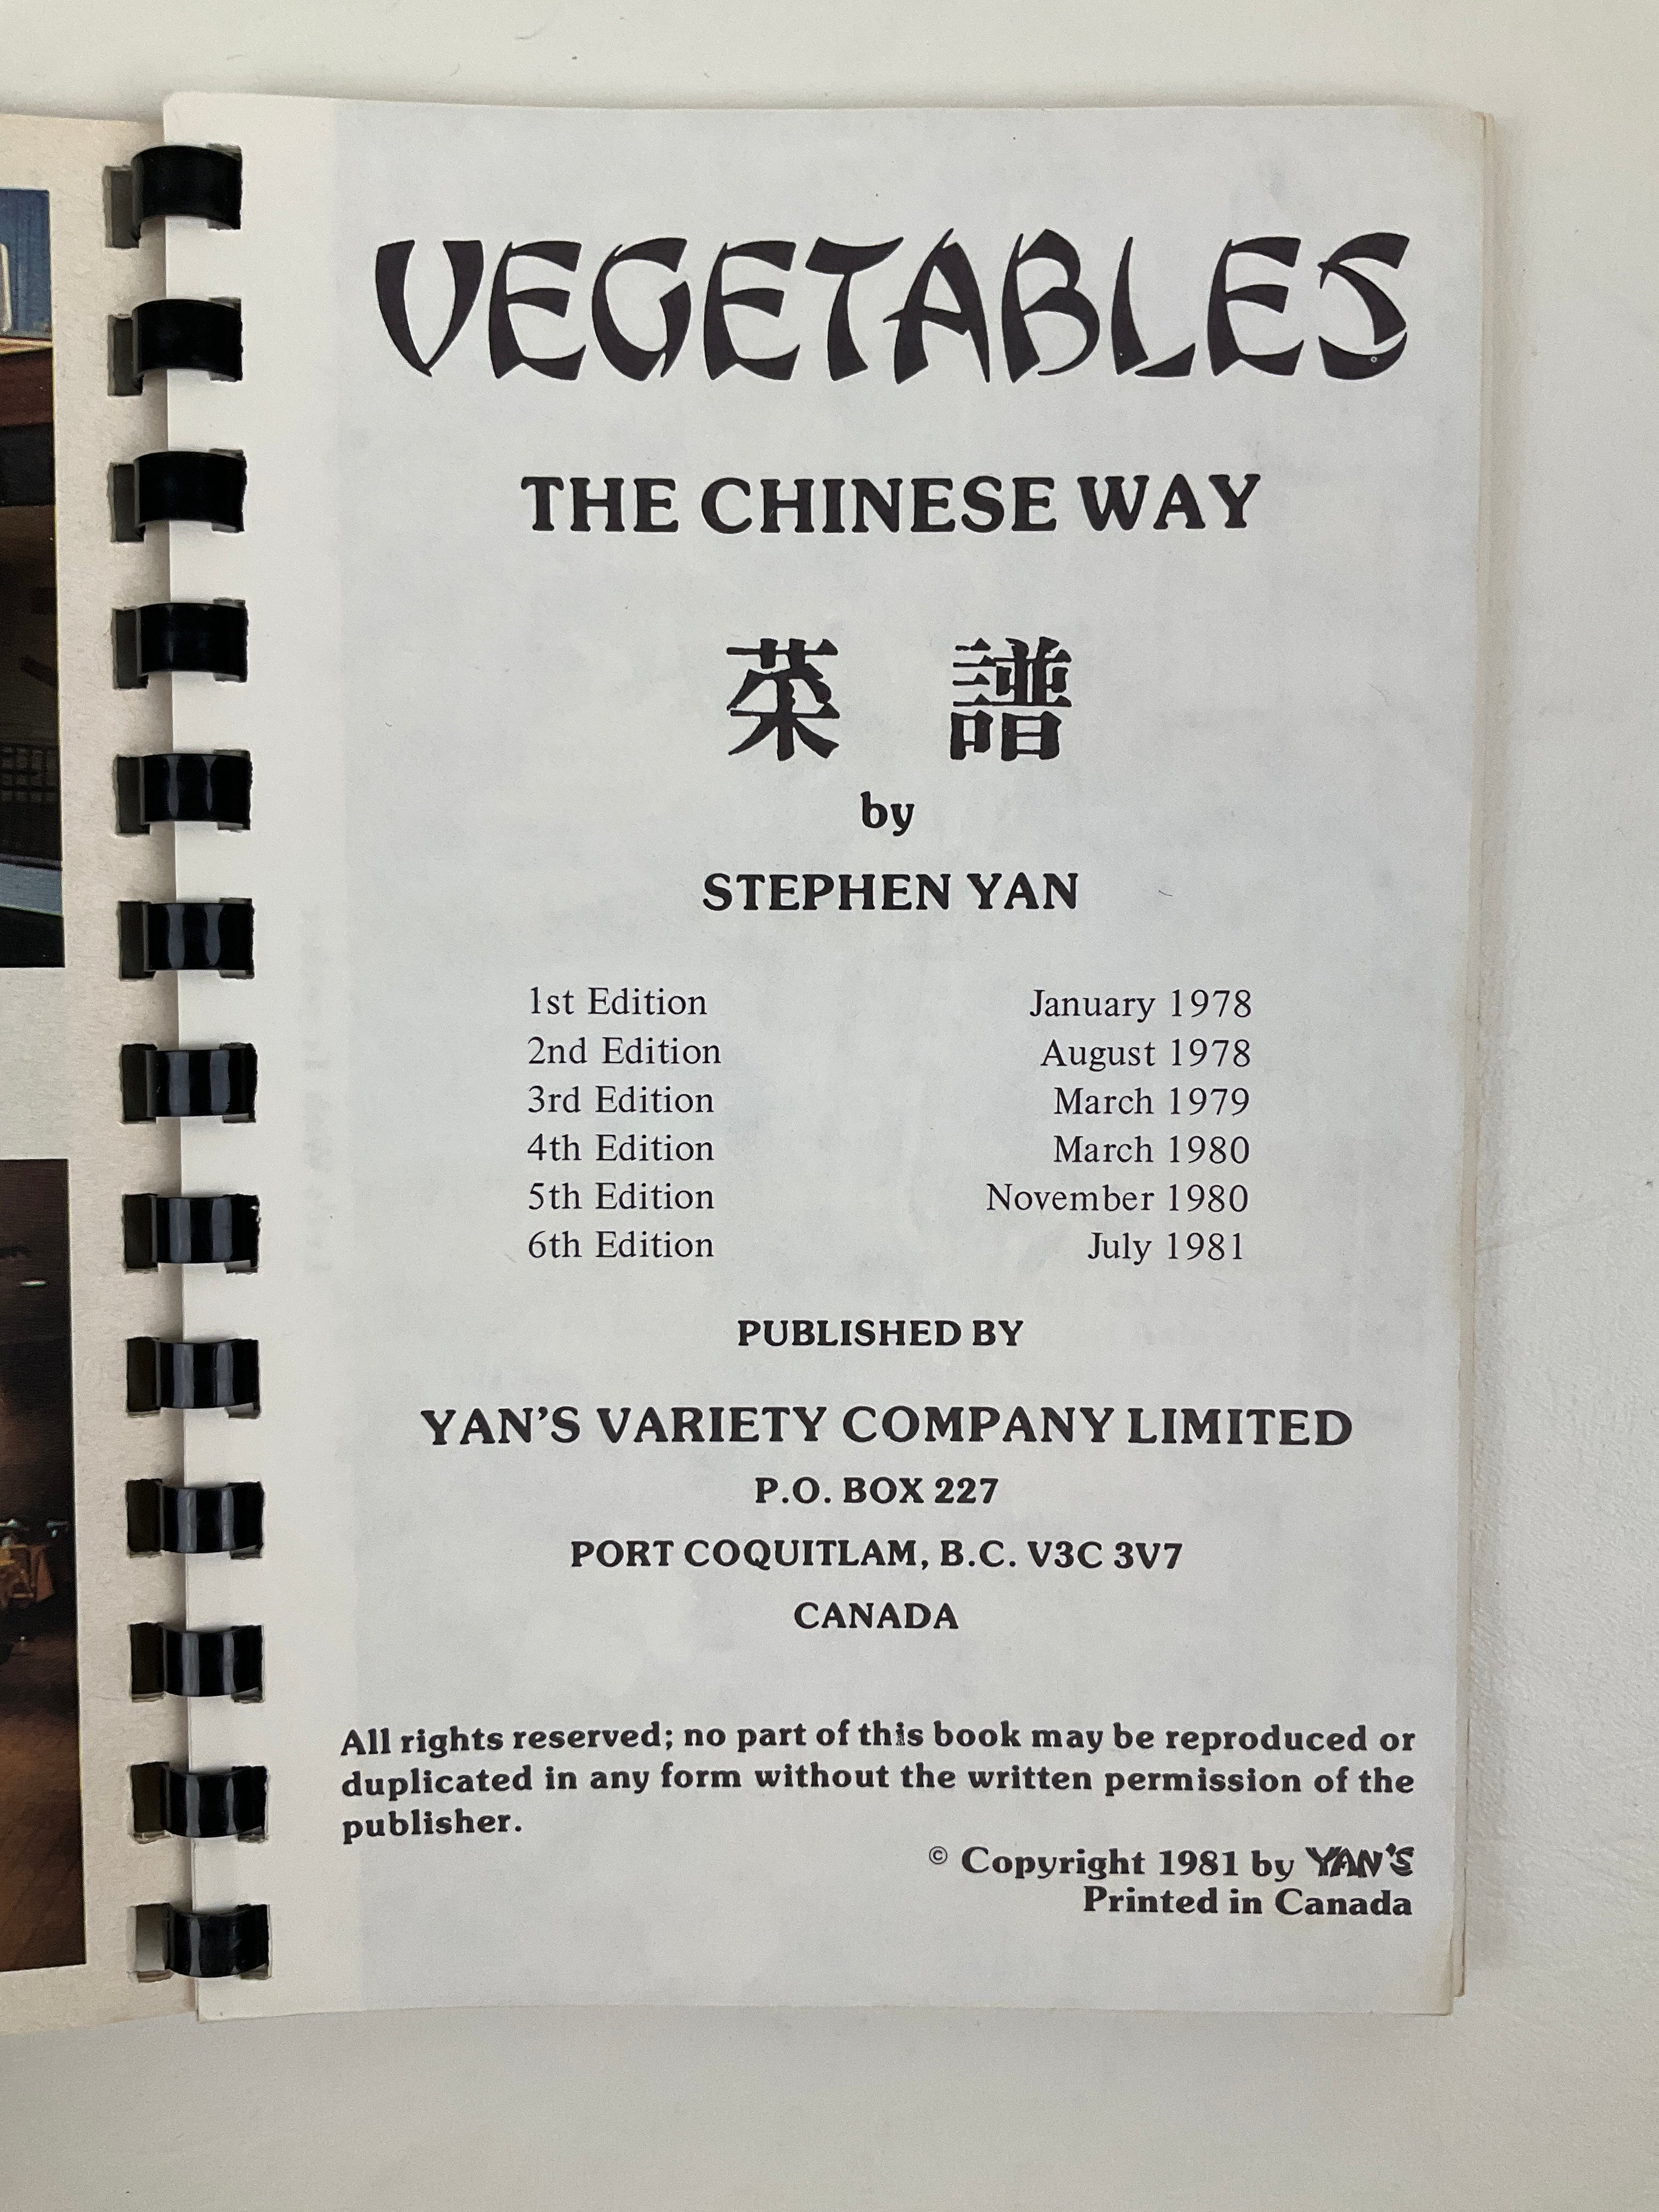 VEGETABLES
THE CHINESE WAY
菜 譜
by
STEPHEN YAN
1st Edition January 1978
2nd Edition August 1978
3rd Edition March 1979
4th Edition March 1980
5th Edition November 1980
6th Edition July 1981
PUBLISHED BY
YAN'S VARIETY COMPANY LIMITED
P.O. BOX 227
PORT COQUITLAM, B.C. V3C 3V7
CANADA
All rights reserved; no part of this book may be reproduced or
duplicated in any form without the written permission of the
publisher.
© Copyright 1981 by YAN'S
Printed in Canada